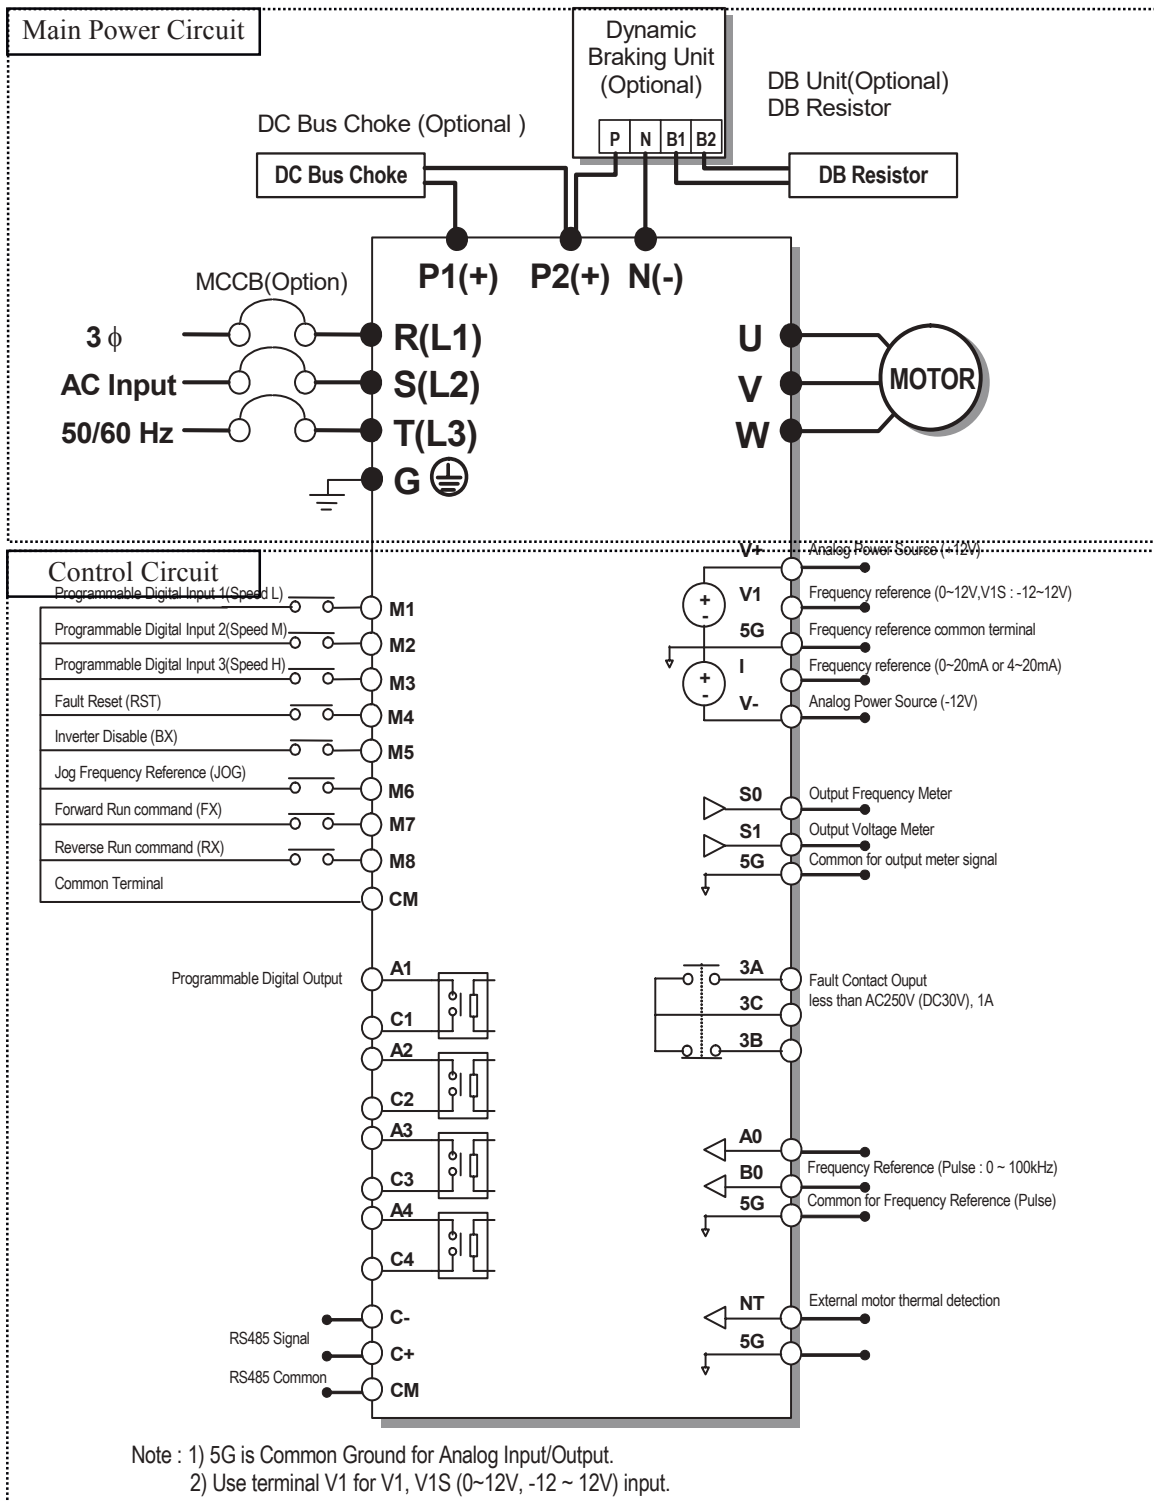 Main Power Circuit
Dynamic
Braking Unit
(Optional)
P N B1 B2
DB Unit(Optional)
DB Resistor
DC Bus Choke (Optional )
DC Bus Choke
DB Resistor
P1(+) P2(+) N(-)
MCCB(Option)
3 ϕ
R(L1)
U
AC Input
S(L2)
V
MOTOR
50/60 Hz
T(L3)
W
G
Control Circuit
Programmable Digital Input 1(Speed L)
M1
Programmable Digital Input 2(Speed M)
M2
Programmable Digital Input 3(Speed H)
M3
Fault Reset (RST)
M4
Inverter Disable (BX)
M5
Jog Frequency Reference (JOG)
M6
Forward Run command (FX)
M7
Reverse Run command (RX)
M8
Common Terminal
CM
V+ Analog Power Source (+12V)
+
-
V1 Frequency reference (0~12V,V1S : -12~12V)
5G Frequency reference common terminal
+
-
I Frequency reference (0~20mA or 4~20mA)
V- Analog Power Source (-12V)
S0 Output Frequency Meter
S1 Output Voltage Meter
5G Common for output meter signal
Programmable Digital Output
A1
C1
A2
C2
A3
C3
A4
C4
3A
Fault Contact Ouput
less than AC250V (DC30V), 1A
3C
3B
A0
Frequency Reference (Pulse : 0 ~ 100kHz)
B0
Common for Frequency Reference (Pulse)
5G
NT External motor thermal detection
5G
C-
RS485 Signal
C+
RS485 Common
CM
Note : 1) 5G is Common Ground for Analog Input/Output.
2) Use terminal V1 for V1, V1S (0~12V, -12 ~ 12V) input.